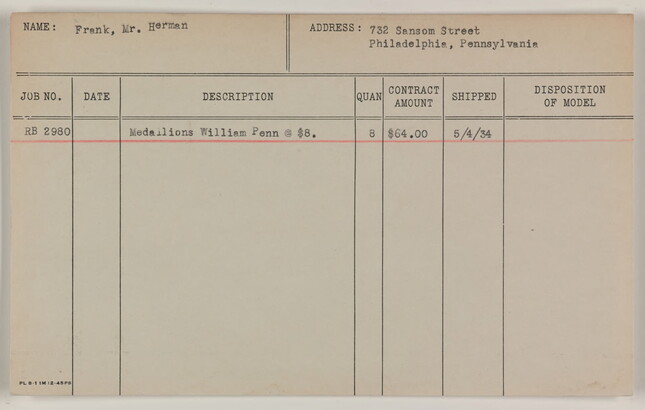 NAME: Frank, Mr. Herman
ADDRESS: 732 Sansom Street
Philadelphia, Pennsylvania
JOB NO. DATE DESCRIPTION QUAN CONTRACT AMOUNT SHIPPED DISPOSITION OF MODEL
RB 2980 Medallions William Penn @ $8. 8 $64.00 5/4/34